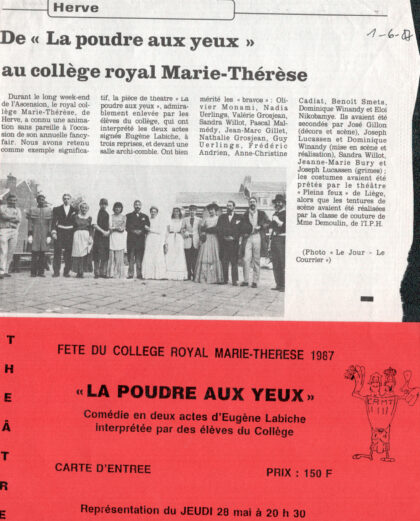 Herve
1-6-87
De « La poudre aux yeux »
au collège royal Marie-Thérèse
Durant le long week-end
de l'Ascension, le royal col-
lège Marie-Thérèse, de
Herve, a connu une anima-
tion sans pareille à l'occa-
sion de son annuelle fancy-
fair. Nous avons retenu
comme exemple significa-
tif, la pièce de théâtre « La
poudre aux yeux », admira-
blement enlevée par les
élèves du collège, qui ont
interprété les deux actes
signés Eugène Labiche, à
trois reprises, et devant une
salle archi-comble. Ont bien
mérité les « bravos » : Oli-
vier Monami, Nadia
Uerlings, Valérie Grosjean,
Sandra Willot, Pascal Mal-
médy, Jean-Marc Gillet,
Nathalie Grosjean, Guy
Uerlings, Frédéric
Andrien, Anne-Christine
Cadiat, Benoît Smets,
Dominique Winandy et Eloi
Nikobamye. Ils avaient été
secondés par José Gillon
(décors et scène), Joseph
Lucassen et Dominique
Winandy (mise en scène et
réalisation), Sandra Willot,
Jeanne-Marie Bury et
Joseph Lucassen (grimes) ;
les costumes avaient été
prêtés par le théâtre
« Pleins feux » de Liège,
alors que les tentures de
scène avaient été réalisées
par la classe de couture de
Mme Demoulin, de l'I.P.H.
(Photo « Le Jour - Le
Courrier »)
THEÂTRE
FETE DU COLLEGE ROYAL MARIE-THERESE 1987
« LA POUDRE AUX YEUX »
Comédie en deux actes d'Eugène Labiche
interprétée par des élèves du Collège
CARTE D'ENTREE
PRIX : 150 F
Représentation du JEUDI 28 mai à 20 h 30